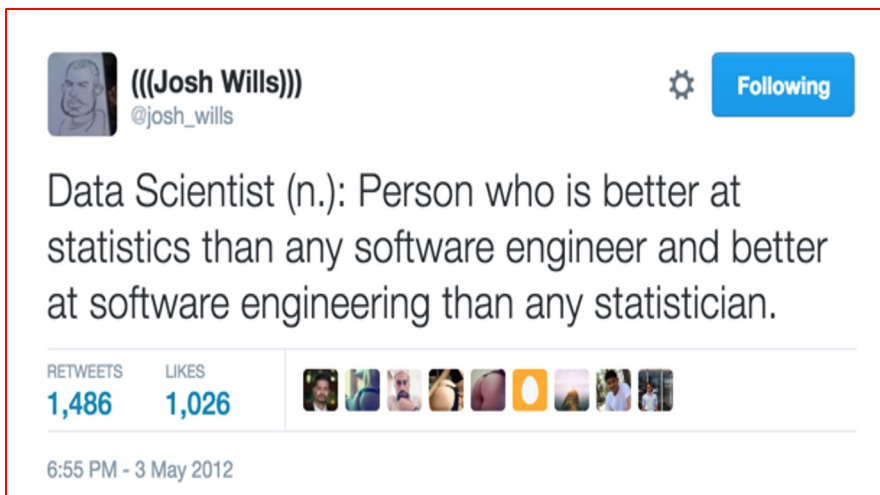 (((Josh Wills)))
@josh_wills
Following
Data Scientist (n.): Person who is better at
statistics than any software engineer and better
at software engineering than any statistician.
RETWEETS LIKES
1,486 1,026
6:55 PM - 3 May 2012